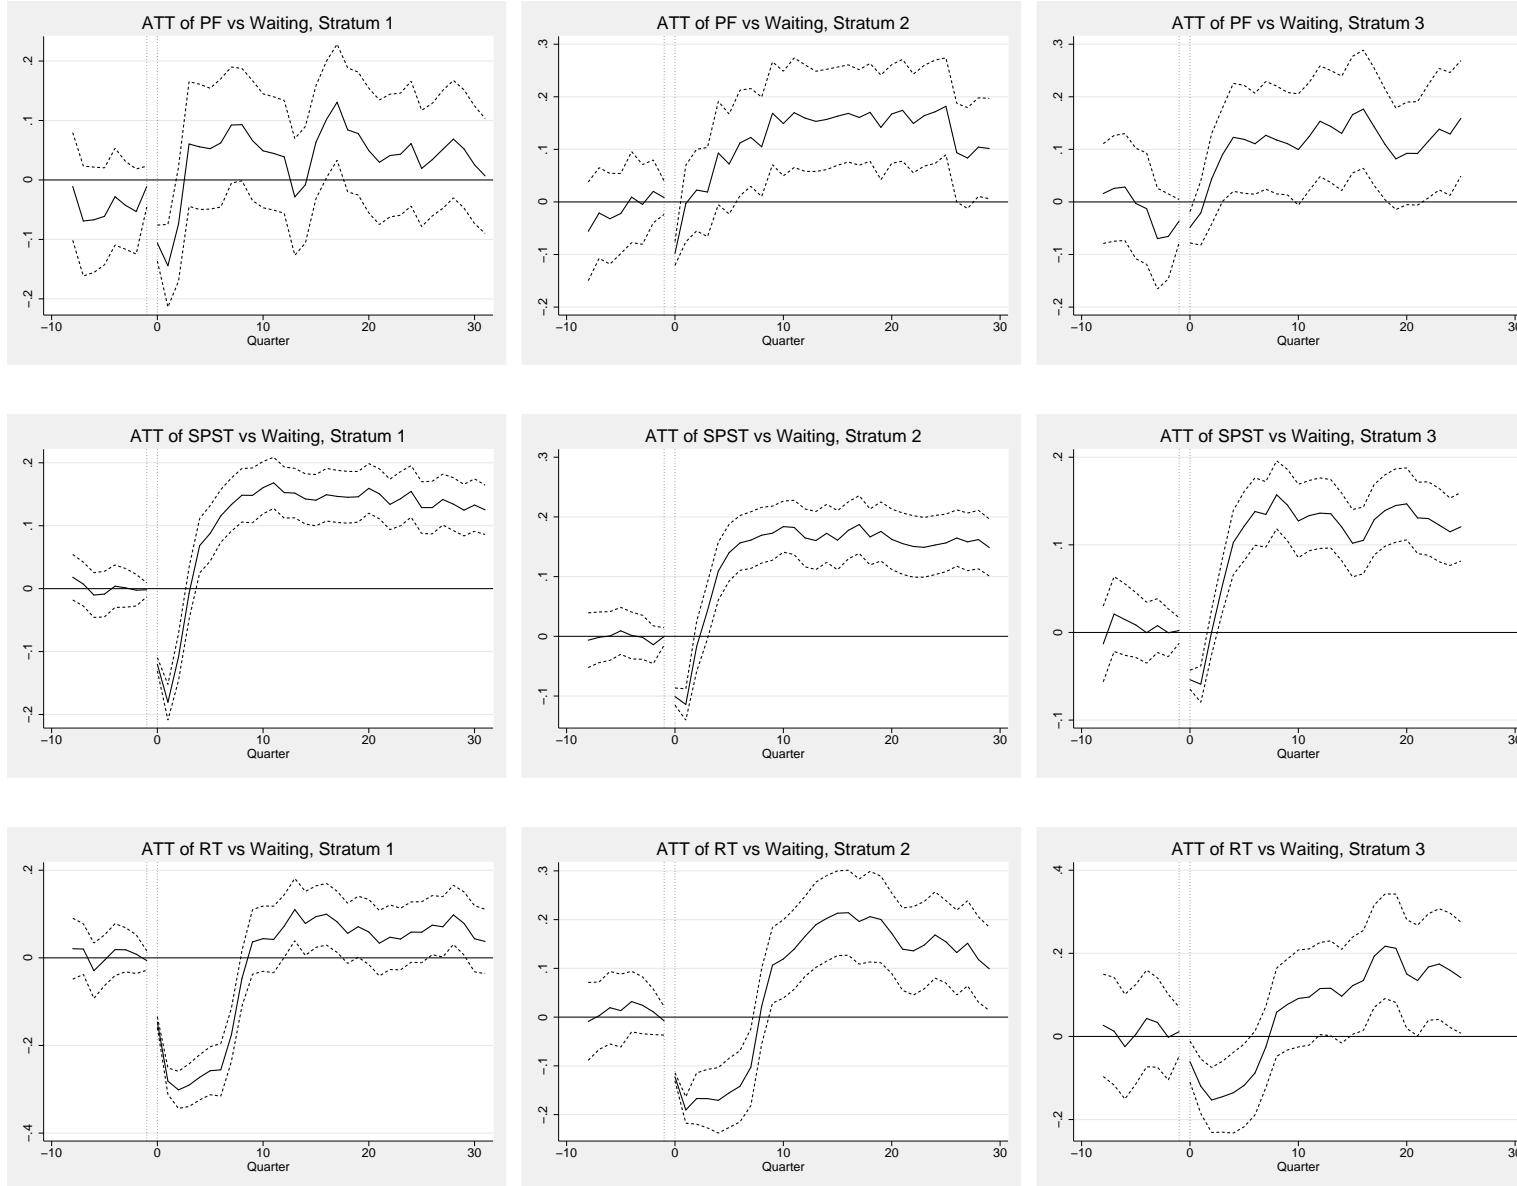 ATT of PF vs Waiting, Stratum 1
.2
.1
0
−.1
−.2
−10 0 10 20 30
Quarter
ATT of PF vs Waiting, Stratum 2
.3
.2
.1
0
−.1
−.2
−10 0 10 20 30
Quarter
ATT of PF vs Waiting, Stratum 3
.3
.2
.1
0
−.1
−.2
−10 0 10 20
Quarter
ATT of SPST vs Waiting, Stratum 1
.2
.1
0
−.1
−.2
−10 0 10 20 30
Quarter
ATT of SPST vs Waiting, Stratum 2
.3
.2
.1
0
−.1
−10 0 10 20 30
Quarter
ATT of SPST vs Waiting, Stratum 3
.2
.1
0
−.1
−10 0 10 20
Quarter
ATT of RT vs Waiting, Stratum 1
.2
0
−.2
−.4
−10 0 10 20 30
Quarter
ATT of RT vs Waiting, Stratum 2
.3
.2
.1
0
−.1
−.2
−10 0 10 20 30
Quarter
ATT of RT vs Waiting, Stratum 3
.4
.2
0
−.2
−10 0 10 20
Quarter